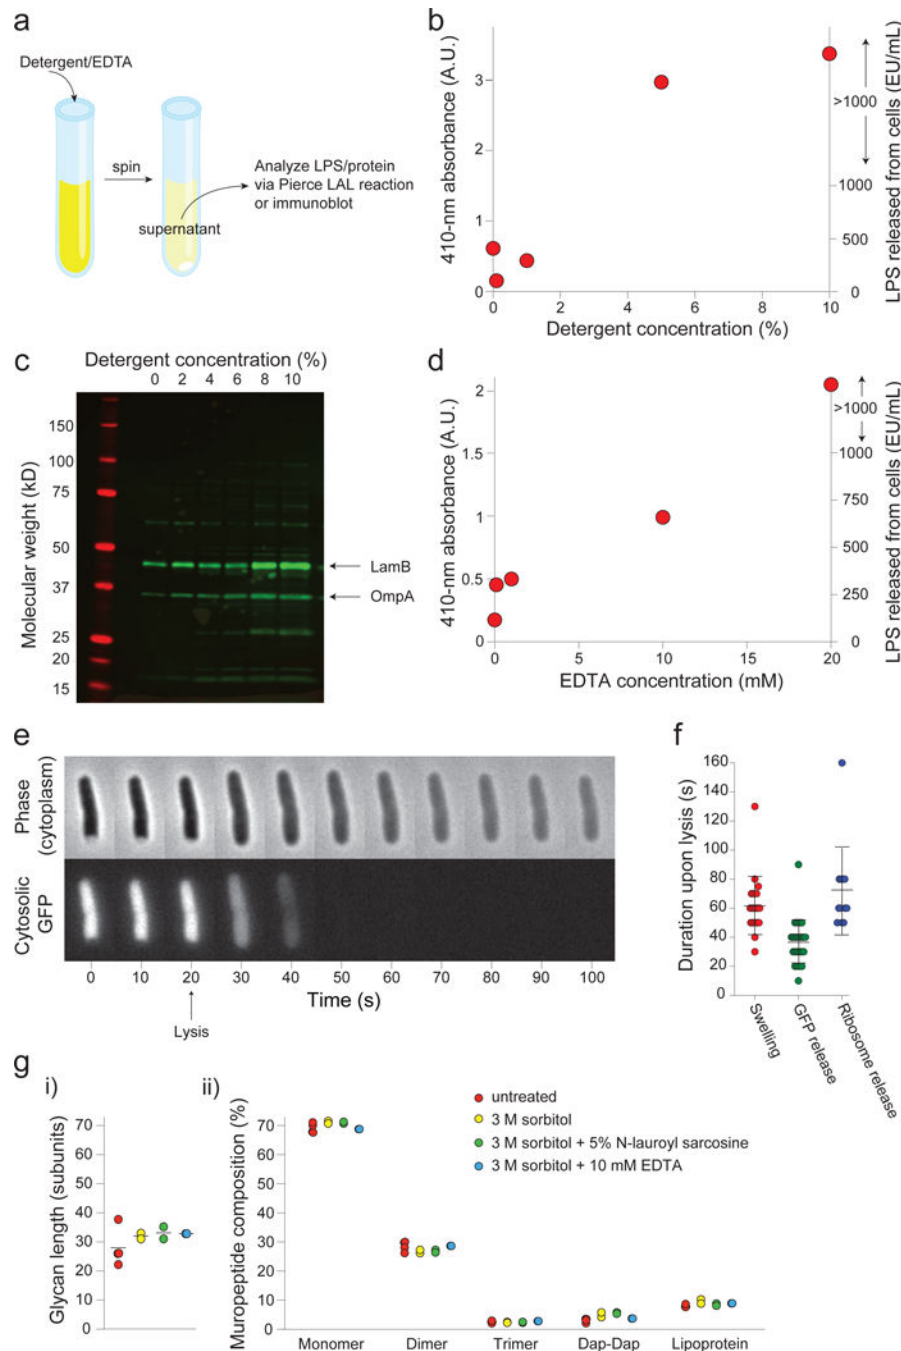 a
Detergent/EDTA
spin
supernatant
Analyze LPS/protein
via Pierce LAL reaction
or immunoblot
b
410-nm absorbance (A.U.)
3
2
1
0
0 2 4 6 8 10
Detergent concentration (%)
>1000
1000
500
0
LPS released from cells (EU/mL)
c
Detergent concentration (%)
0 2 4 6 8 10
Molecular weight (kD)
150
100
75
50
37
25
20
15
LamB
OmpA
d
410-nm absorbance (A.U.)
2
1.5
1
0.5
0
0 5 10 15 20
EDTA concentration (mM)
>1000
1000
750
500
250
0
LPS released from cells (EU/mL)
e
Phase
(cytoplasm)
Cytosolic
GFP
0 10 20 30 40 50 60 70 80 90 100
Time (s)
Lysis
f
Duration upon lysis (s)
160
140
120
100
80
60
40
20
0
Swelling
GFP release
Ribosome release
g
i)
Glycan length (subunits)
70
60
50
40
30
20
10
0
ii)
Muropeptide composition (%)
70
60
50
40
30
20
10
0
Monomer Dimer Trimer Dap-Dap Lipoprotein
untreated
3 M sorbitol
3 M sorbitol + 5% N-lauroyl sarcosine
3 M sorbitol + 10 mM EDTA